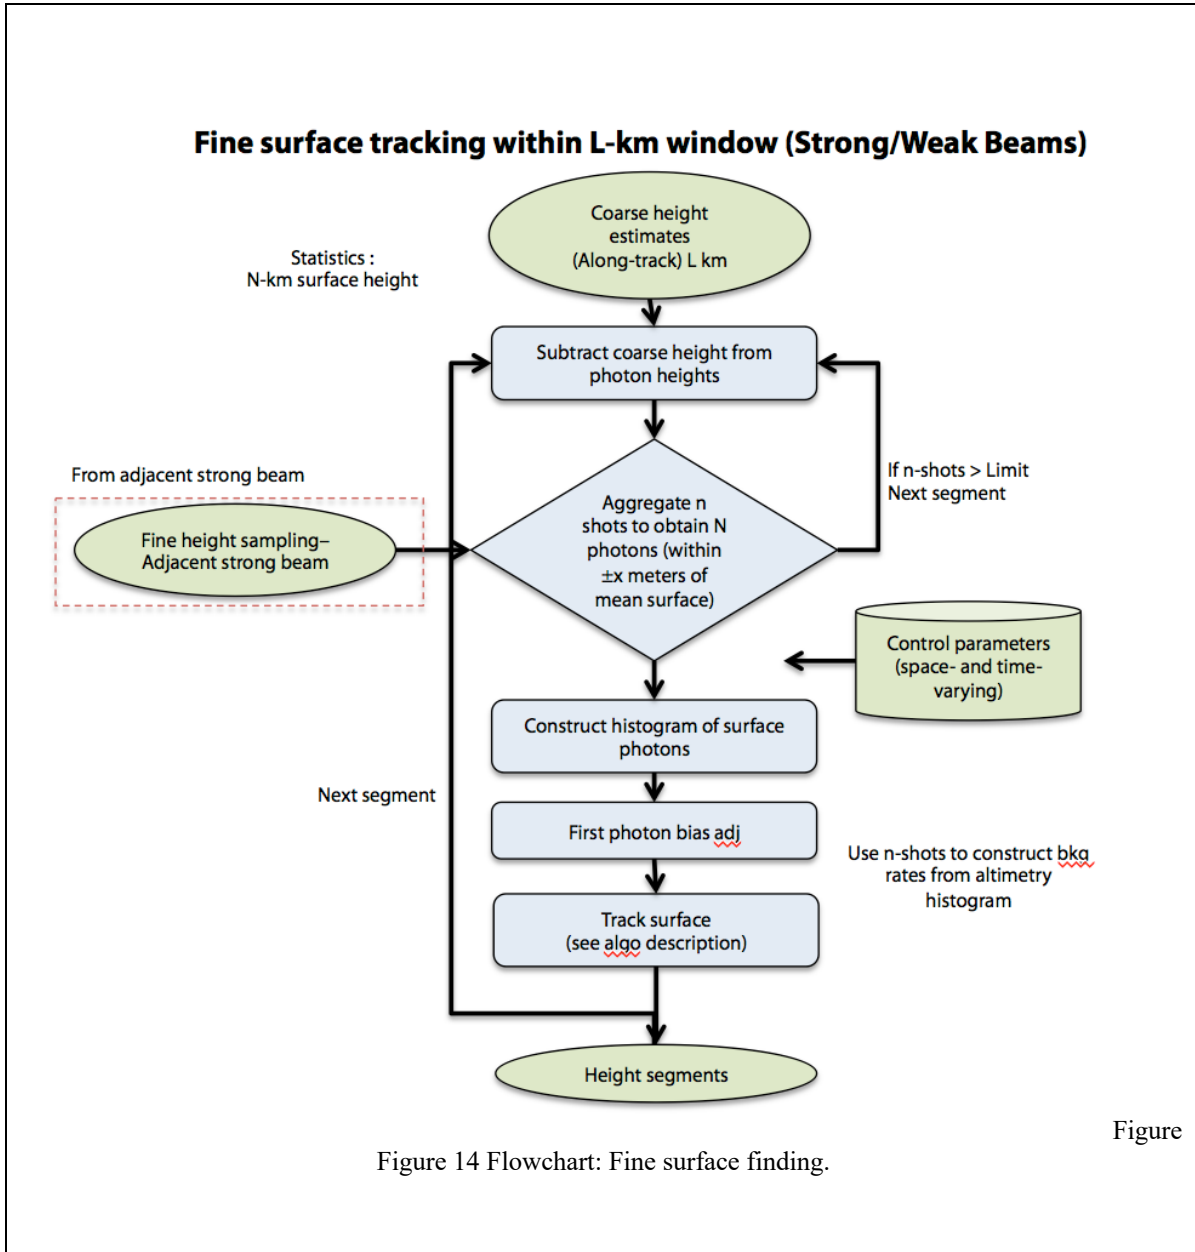 Fine surface tracking within L-km window (Strong/Weak Beams)
Coarse height
estimates
(Along-track) L km
Statistics :
N-km surface height
Subtract coarse height from
photon heights
From adjacent strong beam
Fine height sampling–
Adjacent strong beam
Aggregate n
shots to obtain N
photons (within
±x meters of
mean surface)
If n-shots > Limit
Next segment
Control parameters
(space- and time-
varying)
Construct histogram of surface
photons
Next segment
First photon bias adj
Use n-shots to construct bkg
rates from altimetry
histogram
Track surface
(see algo description)
Height segments
Figure
Figure 14 Flowchart: Fine surface finding.